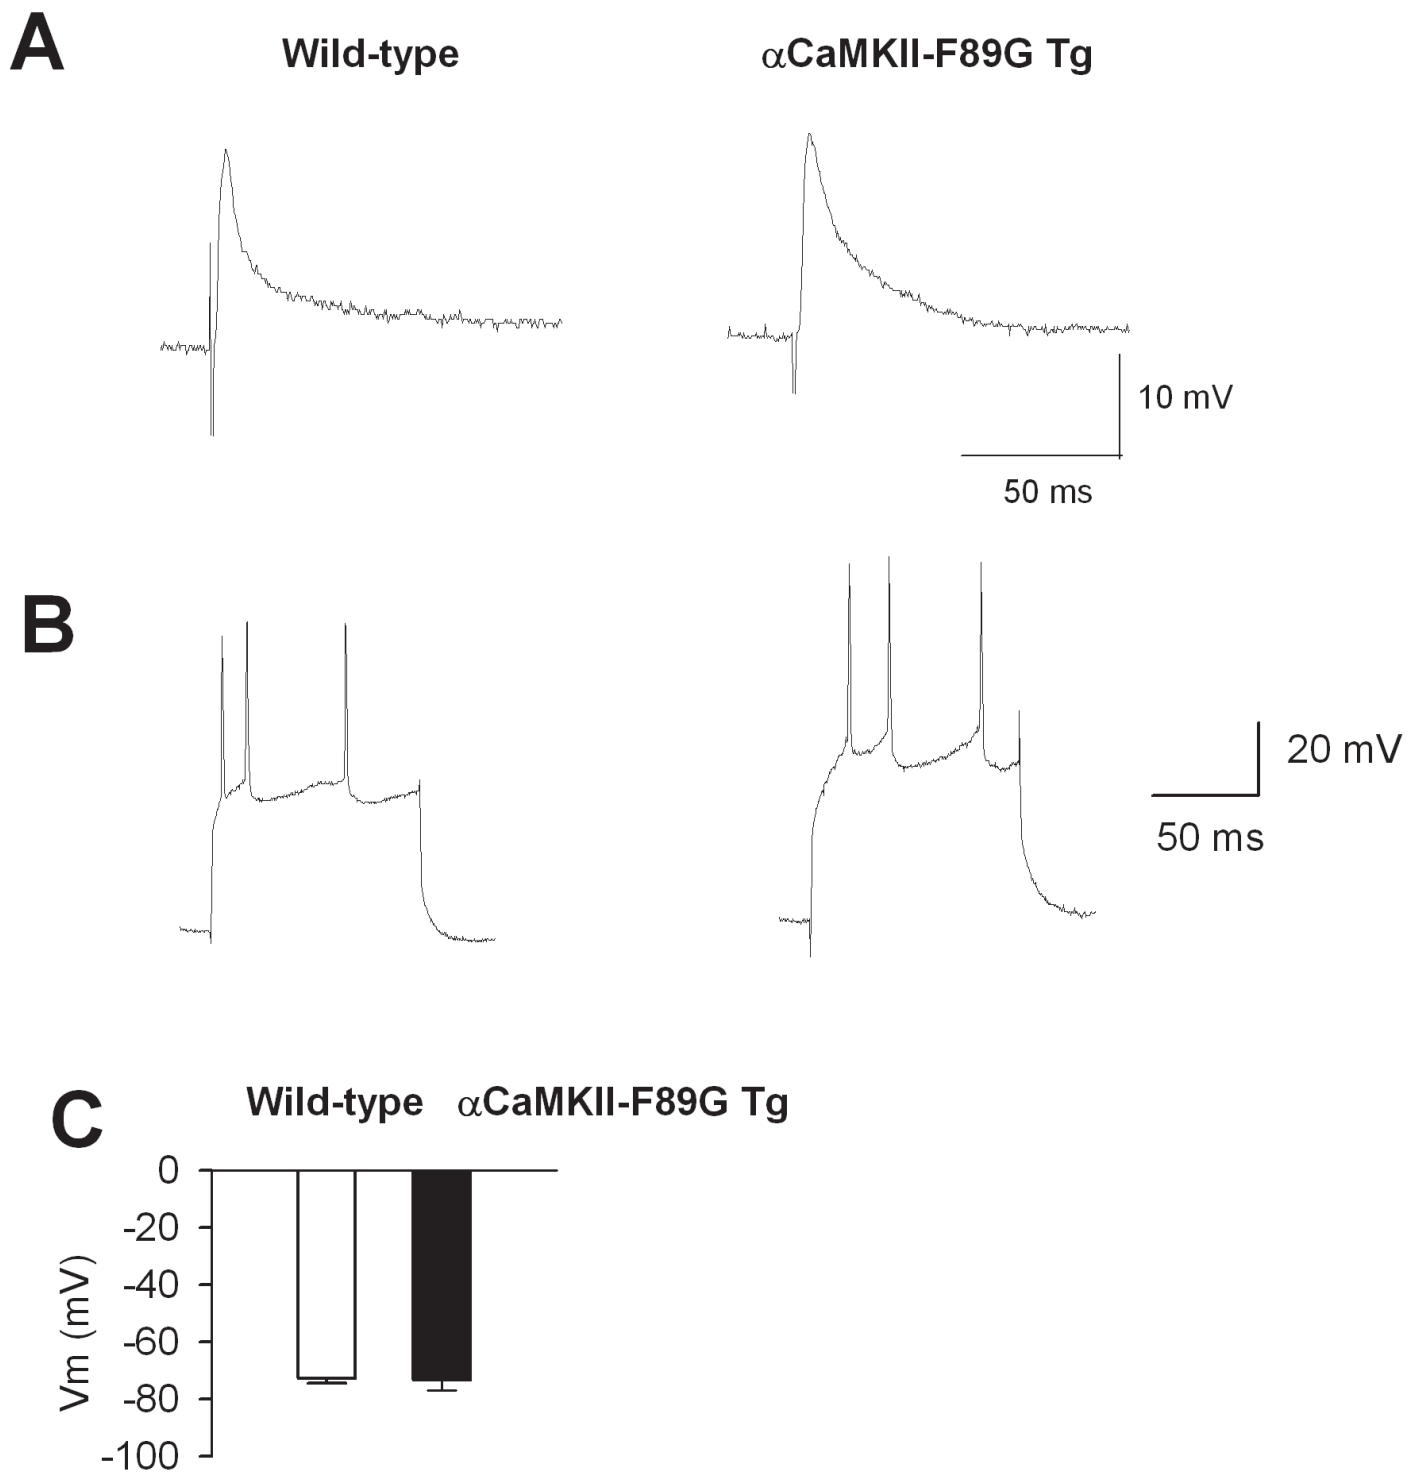 A
Wild-type αCaMKII-F89G Tg
10 mV
50 ms
B
20 mV
50 ms
C
Wild-type αCaMKII-F89G Tg
0
-20
-40
-60
-80
-100
Vm (mV)